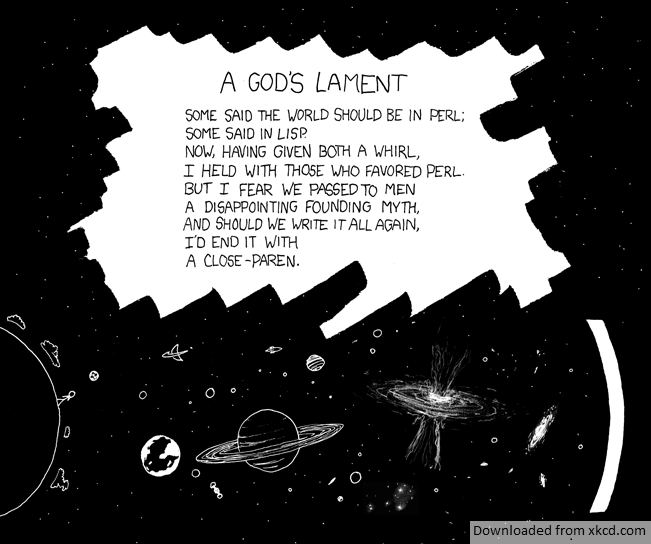 A GOD'S LAMENT
SOME SAID THE WORLD SHOULD BE IN PERL;
SOME SAID IN LISP.
NOW, HAVING GIVEN BOTH A WHIRL,
I HELD WITH THOSE WHO FAVORED PERL.
BUT I FEAR WE PASSED TO MEN
A DISAPPOINTING FOUNDING MYTH,
AND SHOULD WE WRITE IT ALL AGAIN,
I'D END IT WITH
A CLOSE-PAREN.
Downloaded from xkcd.com